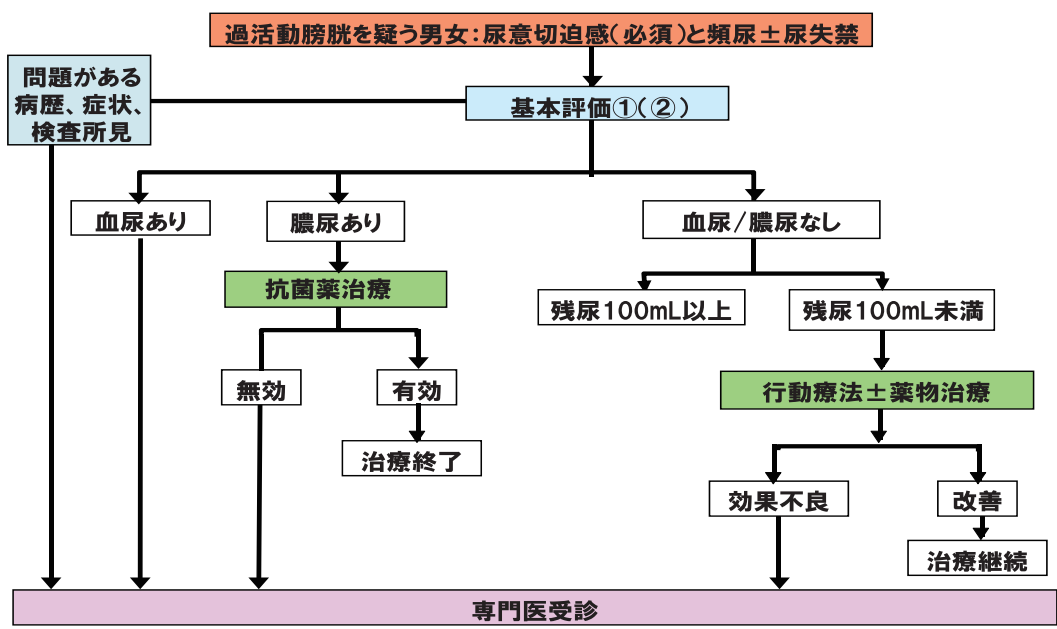 過活動膀胱を疑う男女：尿意切迫感（必須）と頻尿±尿失禁
問題がある
病歴、症状、
検査所見
基本評価①（②）
血尿あり
膿尿あり
血尿/膿尿なし
抗菌薬治療
残尿100mL以上
残尿100mL未満
無効
有効
行動療法±薬物治療
治療終了
効果不良
改善
治療継続
専門医受診